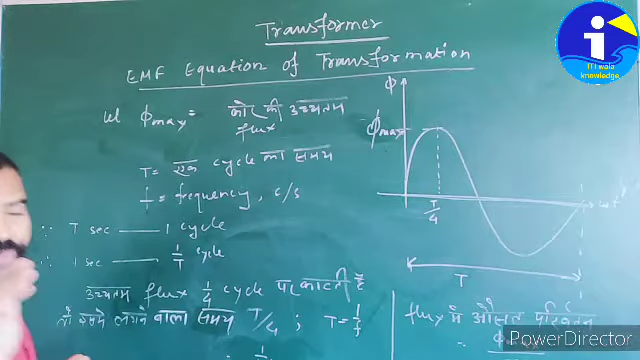 Transformer
EMF Equation of Transformation
Let ϕmax = कोर की उच्चतम
flux
T = एक cycle का समय
f = frequency, c/s
∵ T sec —— 1 cycle
∴ 1 sec —— 1/T cycle
उच्चतम flux 1/4 cycle पर काटती है
तो इसमे लगने वाला समय T/4 ; T = 1/f
ϕ
ϕmax
T/4
T
flux में औसत परिवर्तन
i
ITI wala
knowledge
PowerDirector